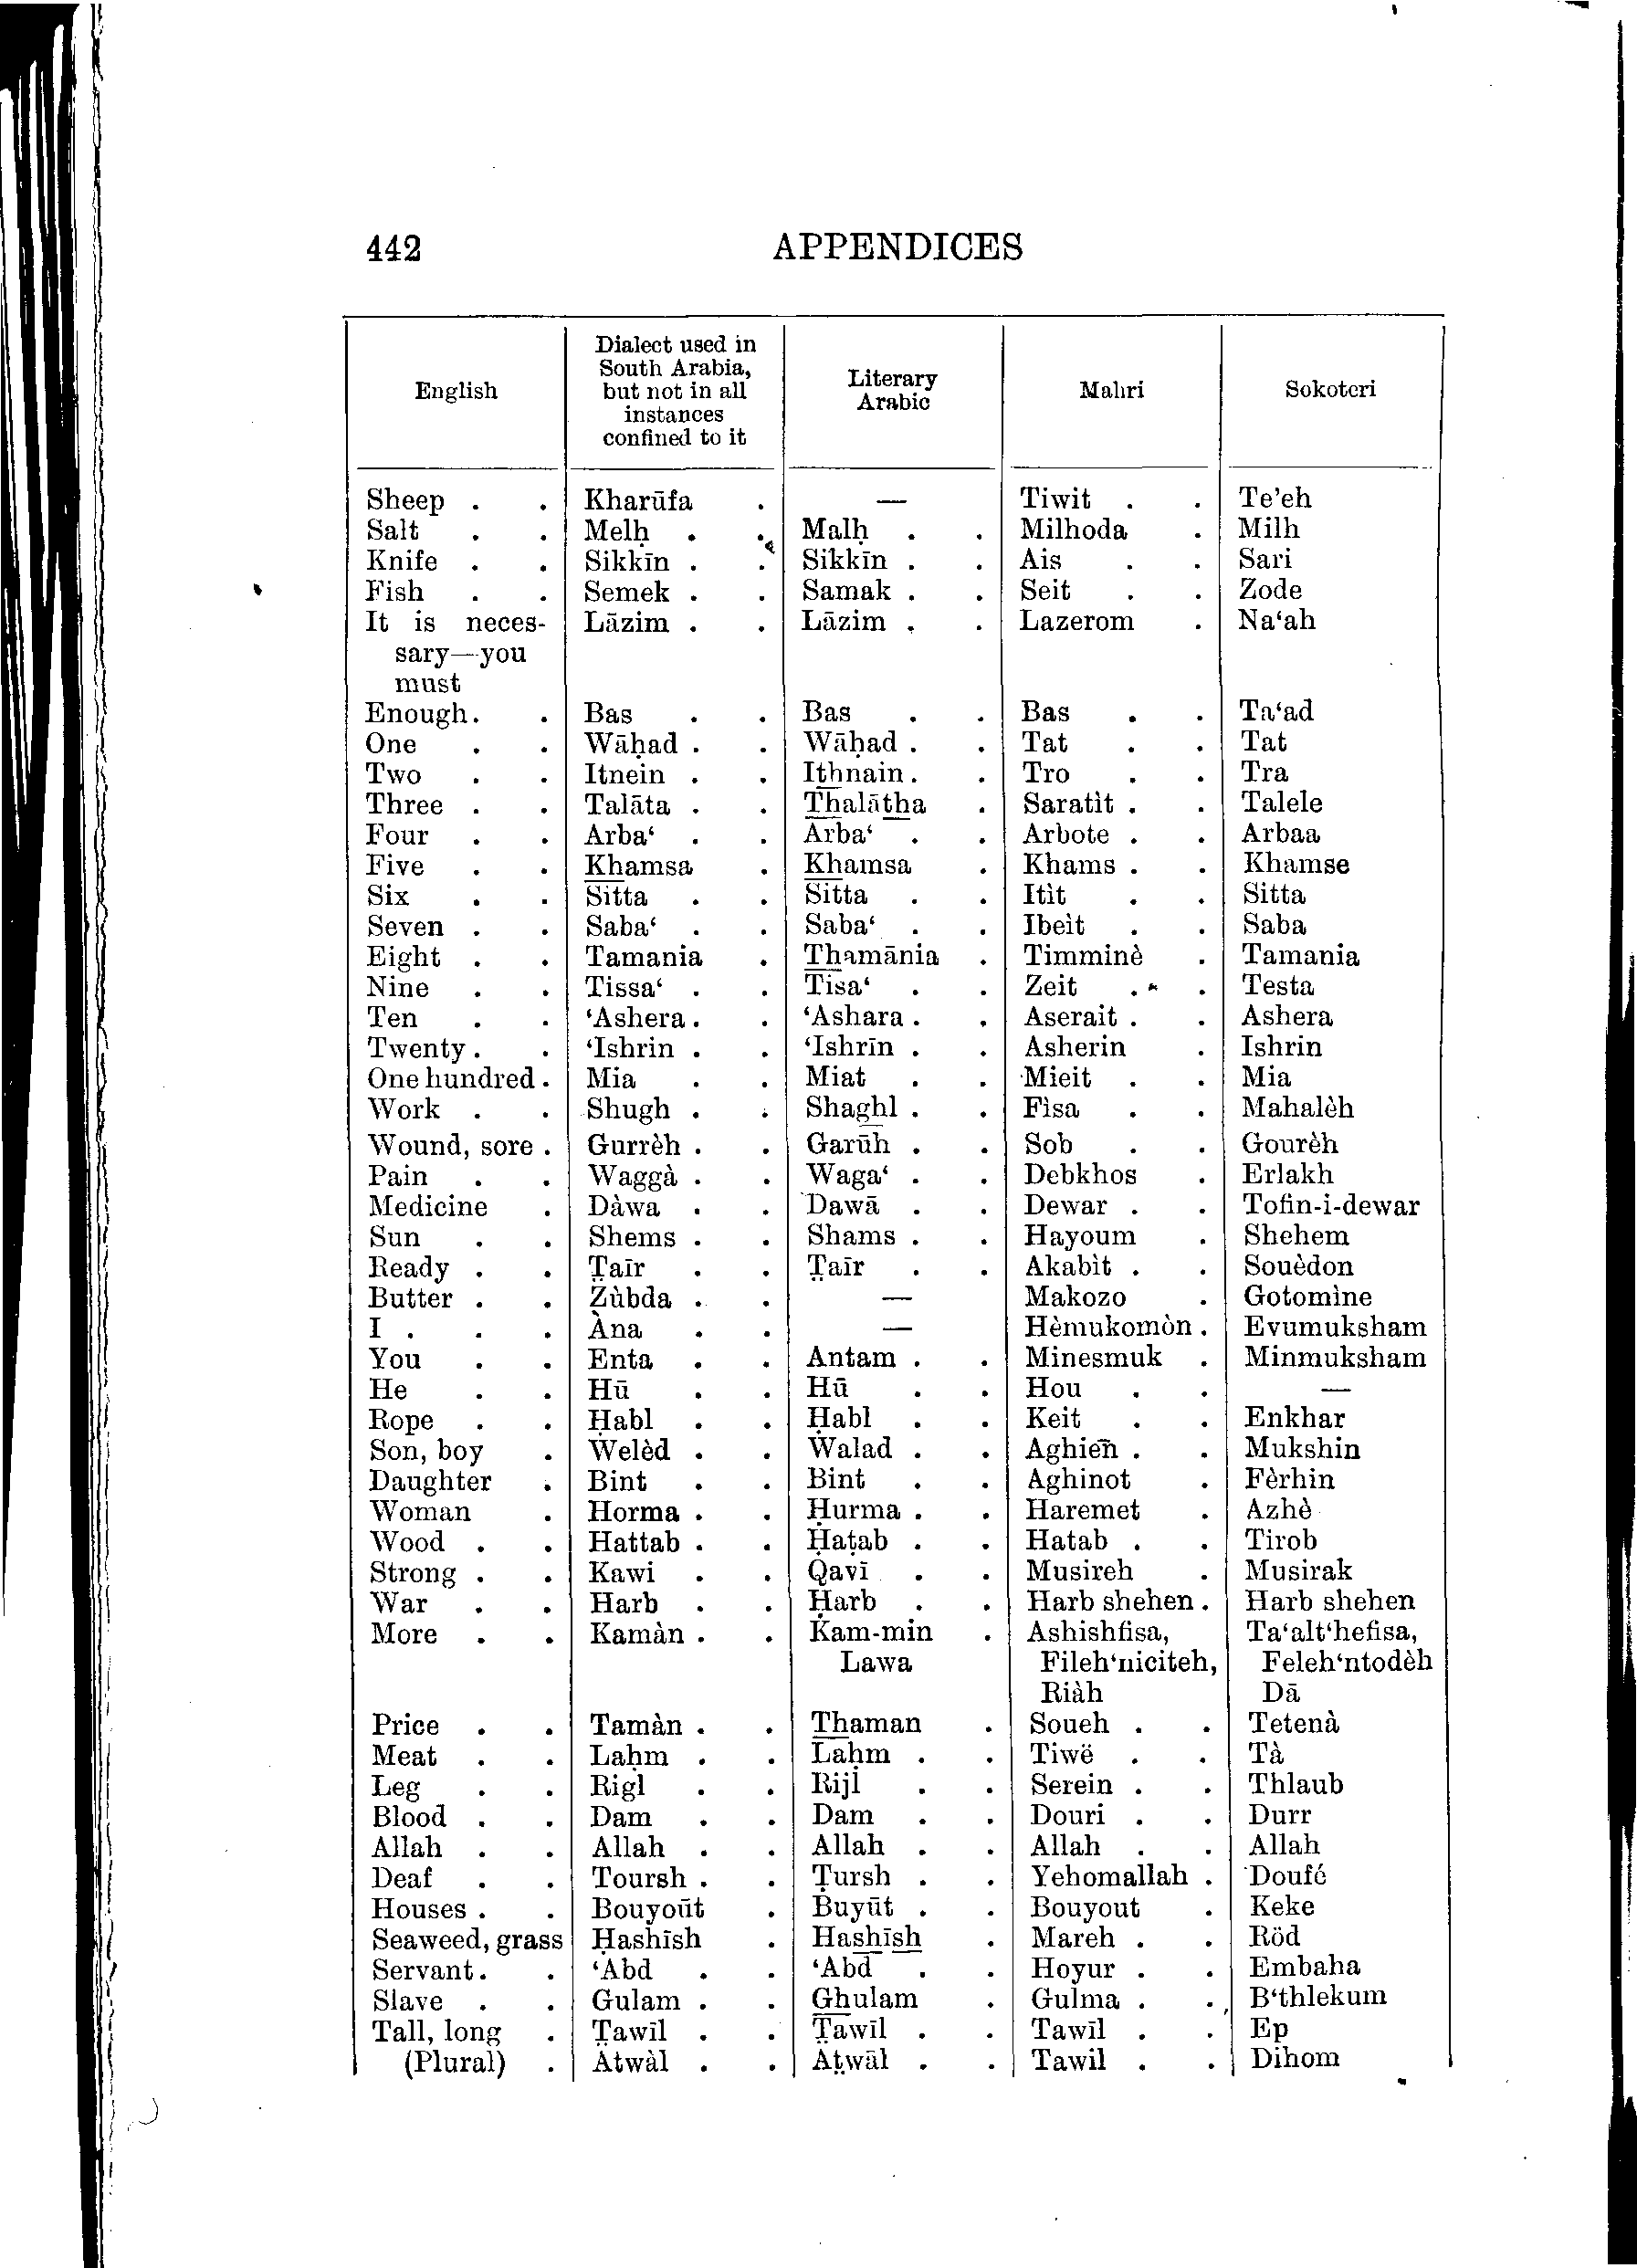 442 APPENDICES
English | Dialect used in South Arabia, but not in all instances confined to it | Literary Arabic | Mahri | Sokoteri
Sheep . . | Kharūfa . | — | Tiwit . . | Te’eh
Salt . . | Melḥ . . | Malḥ . . | Milhoda . | Milh
Knife . . | Sikkīn . . | Sikkīn . . | Ais . . | Sari
Fish . . | Semek . . | Samak . . | Seit . . | Zode
It is neces- | Lāzim . . | Lāzim . . | Lazerom . | Na‘ah
sary—you
must
Enough. . | Bas . . | Bas . . | Bas . . | Ta‘ad
One . . | Wāḥad . . | Wāḥad . . | Tat . . | Tat
Two . . | Itnein . . | Ithnain. . | Tro . . | Tra
Three . . | Talāta . . | Thalātha . | Saratìt . . | Talele
Four . . | Arba‘ . . | Arba‘ . . | Arbote . . | Arbaa
Five . . | Khamsa . | Khamsa . | Khams . . | Khamse
Six . . | Sitta . . | Sitta . . | Itìt . . | Sitta
Seven . . | Saba‘ . . | Saba‘ . . | Ibeìt . . | Saba
Eight . . | Tamania . | Thamānia . | Timminè . | Tamania
Nine . . | Tissa‘ . . | Tisa‘ . . | Zeit . . | Testa
Ten . . | ‘Ashera. . | ‘Ashara . . | Aserait . . | Ashera
Twenty . . | ‘Ishrin . . | ‘Ishrīn . . | Asherin . | Ishrin
One hundred . | Mia . . | Miat . . | Mieit . . | Mia
Work . . | Shugh . . | Shaghl . . | Fìsa . . | Mahalèh
Wound, sore . | Gurrèh . . | Garūh . . | Sob . . | Gourèh
Pain . . | Waggà . . | Waga‘ . . | Debkhos . | Erlakh
Medicine . | Dàwa . . | Dawā . . | Dewar . . | Tofin-i-dewar
Sun . . | Shems . . | Shams . . | Hayoum . | Shehem
Ready . . | T̤aīr . . | T̤aīr . . | Akabìt . . | Souèdon
Butter . . | Zùbda . . | — | Makozo . | Gotomìne
I . . . | Àna . . | — | Hèmukomòn . | Evumuksham
You . . | Enta . . | Antam . . | Minesmuk . | Minmuksham
He . . | Hū . . | Hū . . | Hou . . | —
Rope . . | Ḥabl . . | Ḥabl . . | Keit . . | Enkhar
Son, boy . | Welèd . . | Walad . . | Aghien̄ . . | Mukshin
Daughter . | Bint . . | Bint . . | Aghinot . | Fèrhin
Woman . | Horma . . | Ḥurma . . | Haremet . | Azhè
Wood . . | Hattab . . | Ḥaṭab . . | Hatab . . | Tirob
Strong . . | Kawi . . | Qavī . . | Musireh . | Musirak
War . . | Harb . . | Ḥarb . . | Harb shehen . | Harb shehen
More . . | Kamàn . . | Kam-min . | Ashishfisa, | Ta‘alt‘hefisa,
Lawa | Fileh‘niciteh, | Feleh‘ntodèh
Riàh | Dā
Price . . | Tamàn . . | Thaman . | Soueh . . | Tetenà
Meat . . | Laḥm . . | Laḥm . . | Tiwë . . | Tà
Leg . . | Rigl . . | Rijl . . | Serein . . | Thlaub
Blood . . | Dam . . | Dam . . | Douri . . | Durr
Allah . . | Allah . . | Allah . . | Allah . . | Allah
Deaf . . | Toursh . . | Ṭursh . . | Yehomallah . | Doufé
Houses . . | Bouyoūt . | Buyūt . . | Bouyout . | Keke
Seaweed, grass | Ḥashīsh . | Hashīsh . | Mareh . . | Röd
Servant. . | ‘Abd . . | ‘Abd . . | Hoyur . . | Embaha
Slave . . | Gulam . . | Ghulam . | Gulma . . | B‘thlekum
Tall, long . | T̤awīl . . | T̤awīl . . | Tawīl . . | Ep
(Plural) . | Atwàl . . | At̤wāl . . | Tawil . . | Dihom